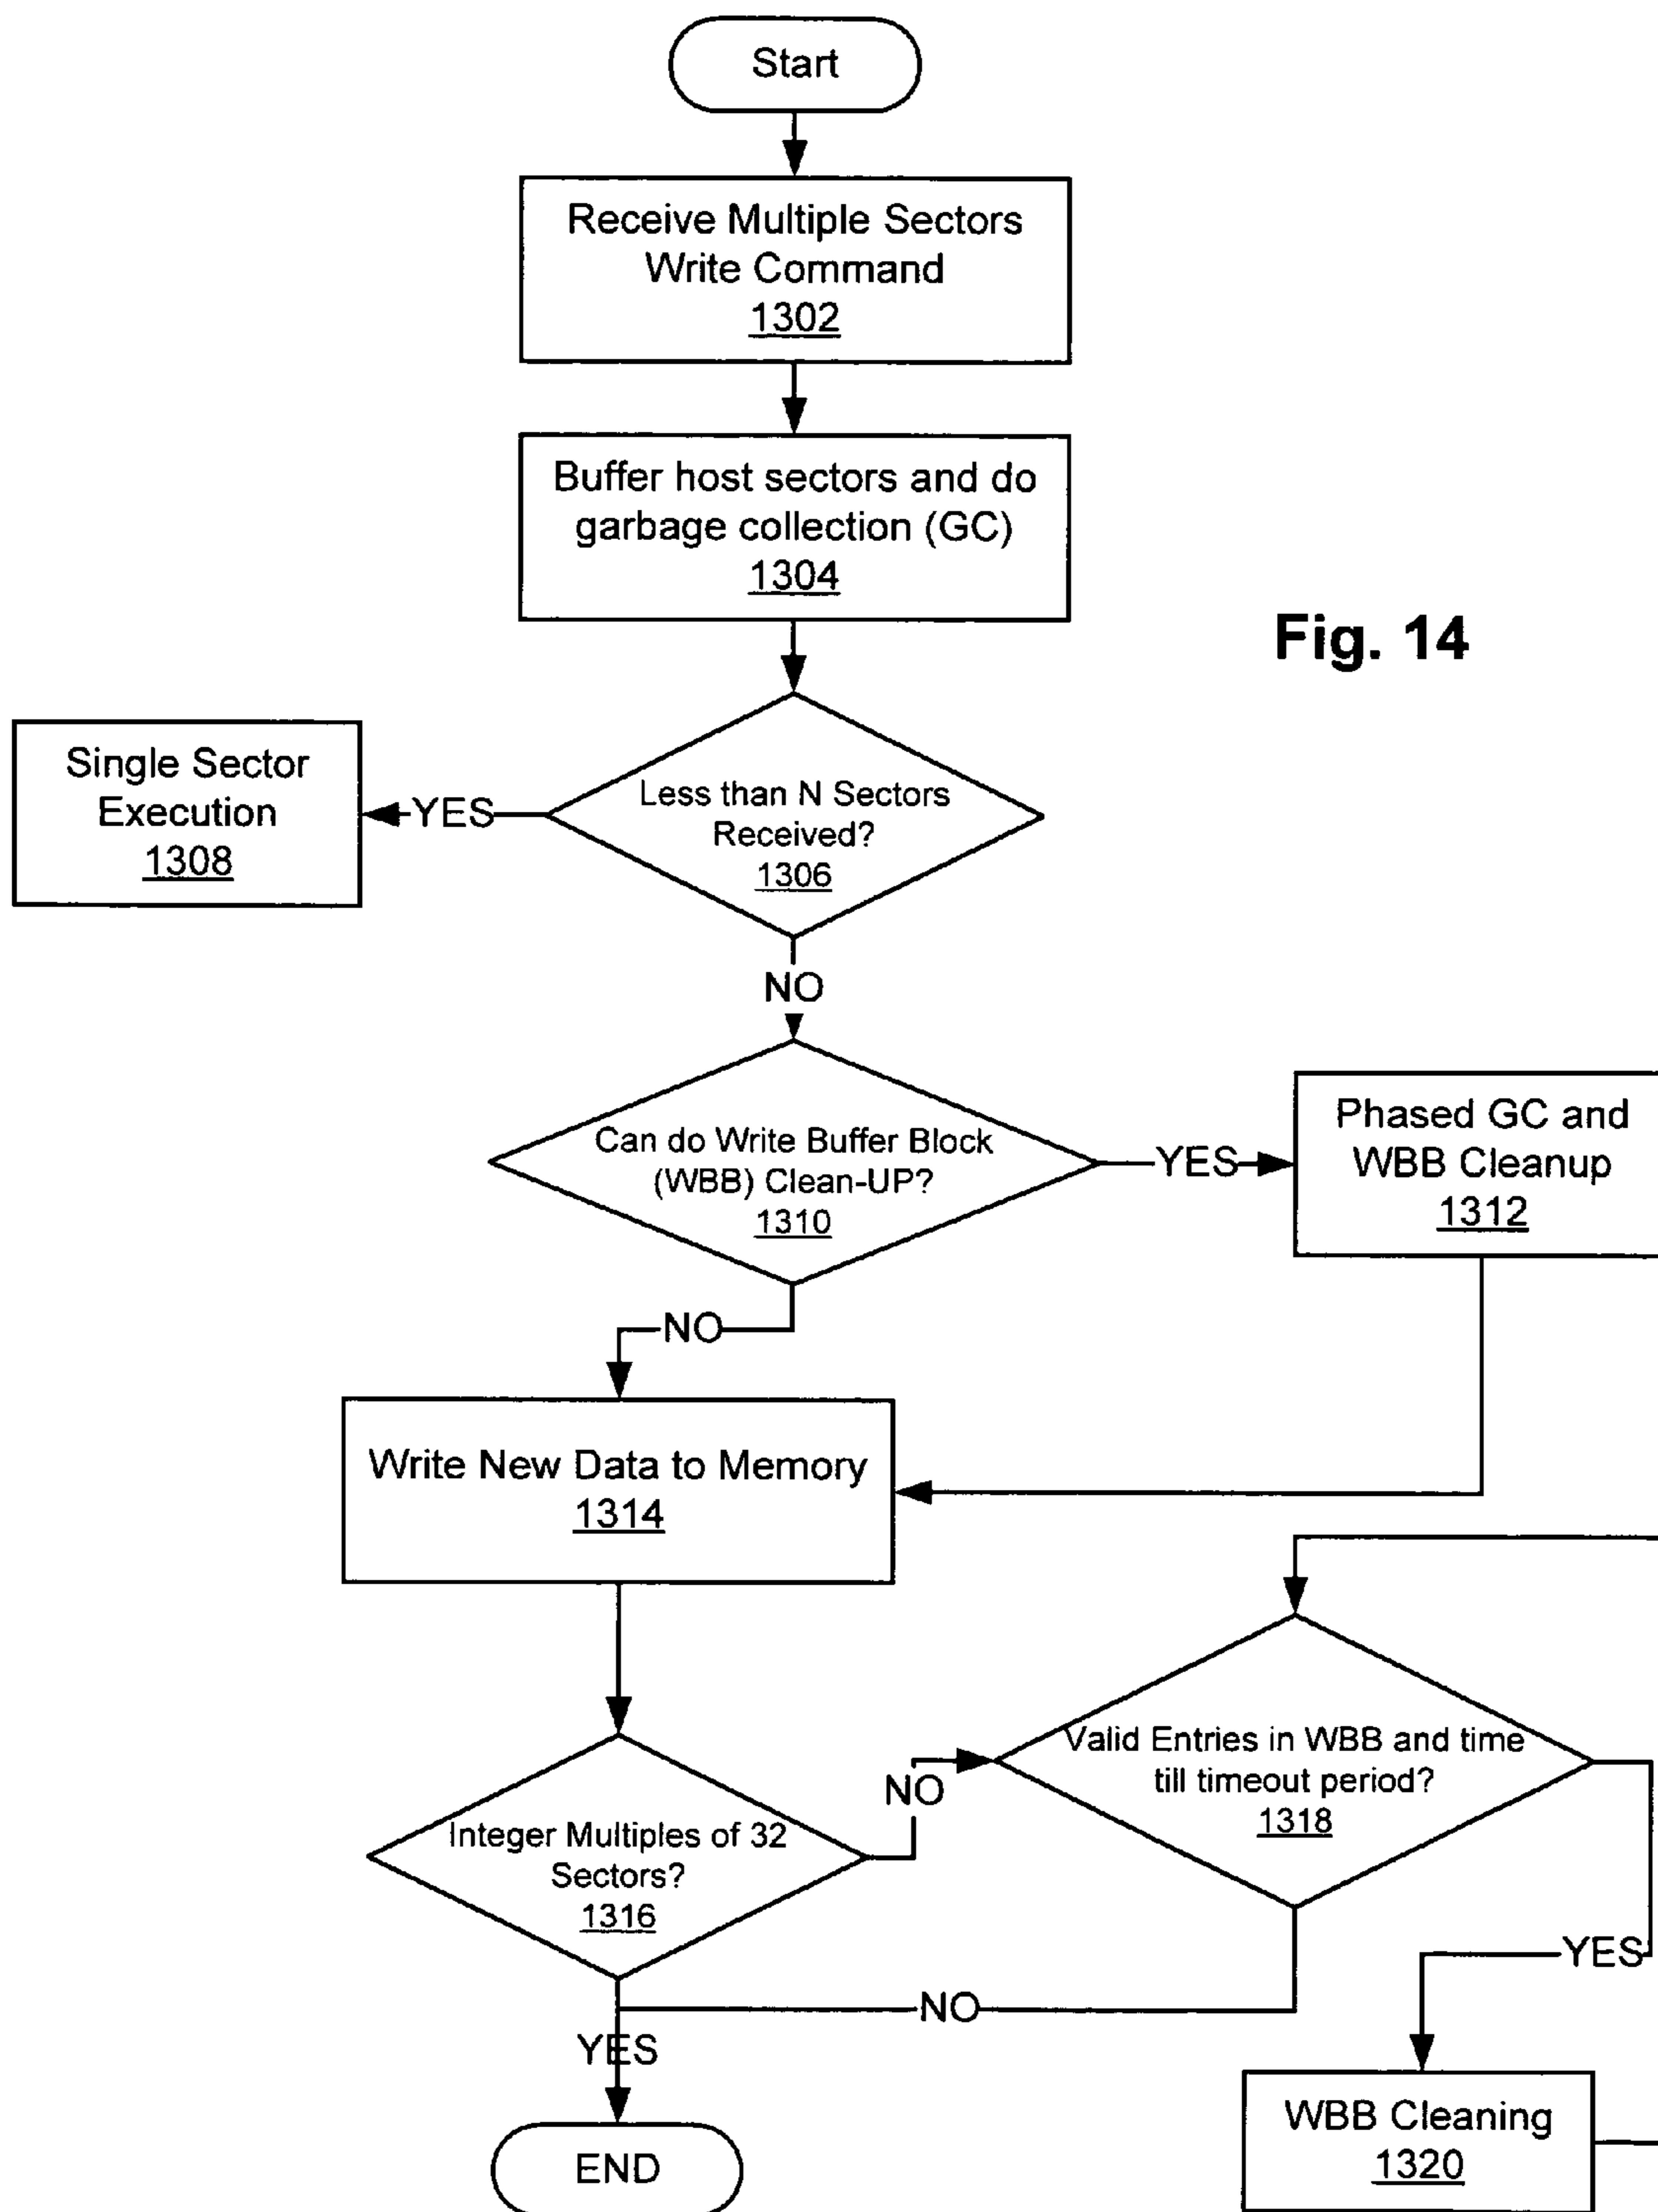 Start
Receive Multiple Sectors
Write Command
1302
Buffer host sectors and do
garbage collection (GC)
1304
Fig. 14
Single Sector
Execution
1308
YES
Less than N Sectors
Received?
1306
NO
Can do Write Buffer Block
(WBB) Clean-UP?
1310
YES
Phased GC and
WBB Cleanup
1312
NO
Write New Data to Memory
1314
Integer Multiples of 32
Sectors?
1316
NO
Valid Entries in WBB and time
till timeout period?
1318
YES
NO
YES
END
WBB Cleaning
1320